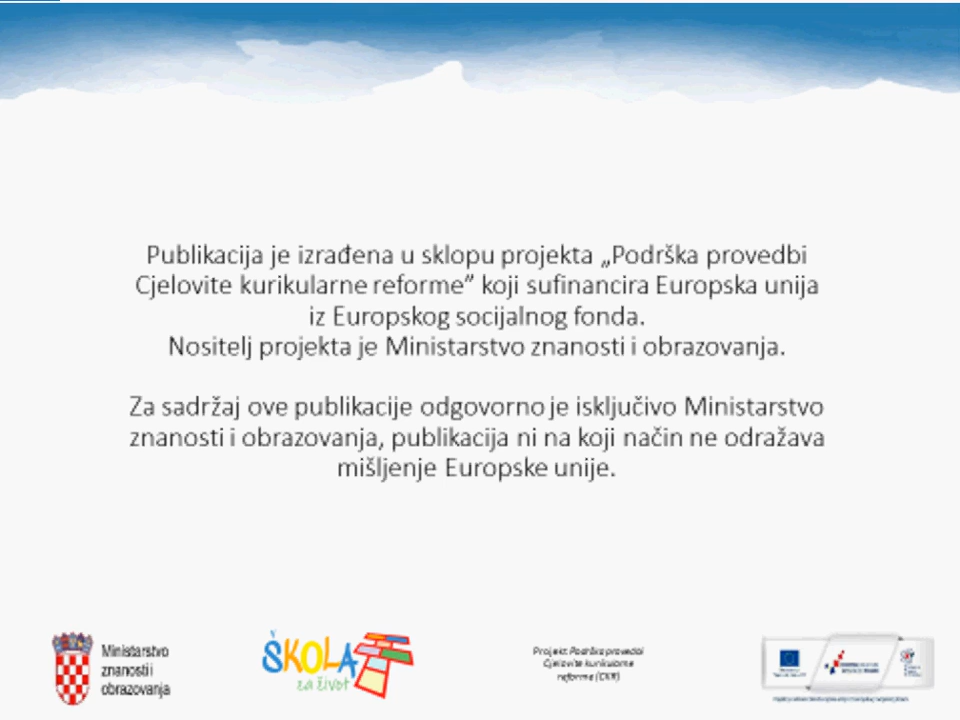 Publikacija je izrađena u sklopu projekta „Podrška provedbi
Cjelovite kurikularne reforme” koji sufinancira Europska unija
iz Europskog socijalnog fonda.
Nositelj projekta je Ministarstvo znanosti i obrazovanja.
Za sadržaj ove publikacije odgovorno je isključivo Ministarstvo
znanosti i obrazovanja, publikacija ni na koji način ne odražava
mišljenje Europske unije.
Ministarstvo
znanosti i
obrazovanja
ŠKOLA
za život
Projekt Podrška provedbi
Cjelovite kurikularne
reforme (CKR)